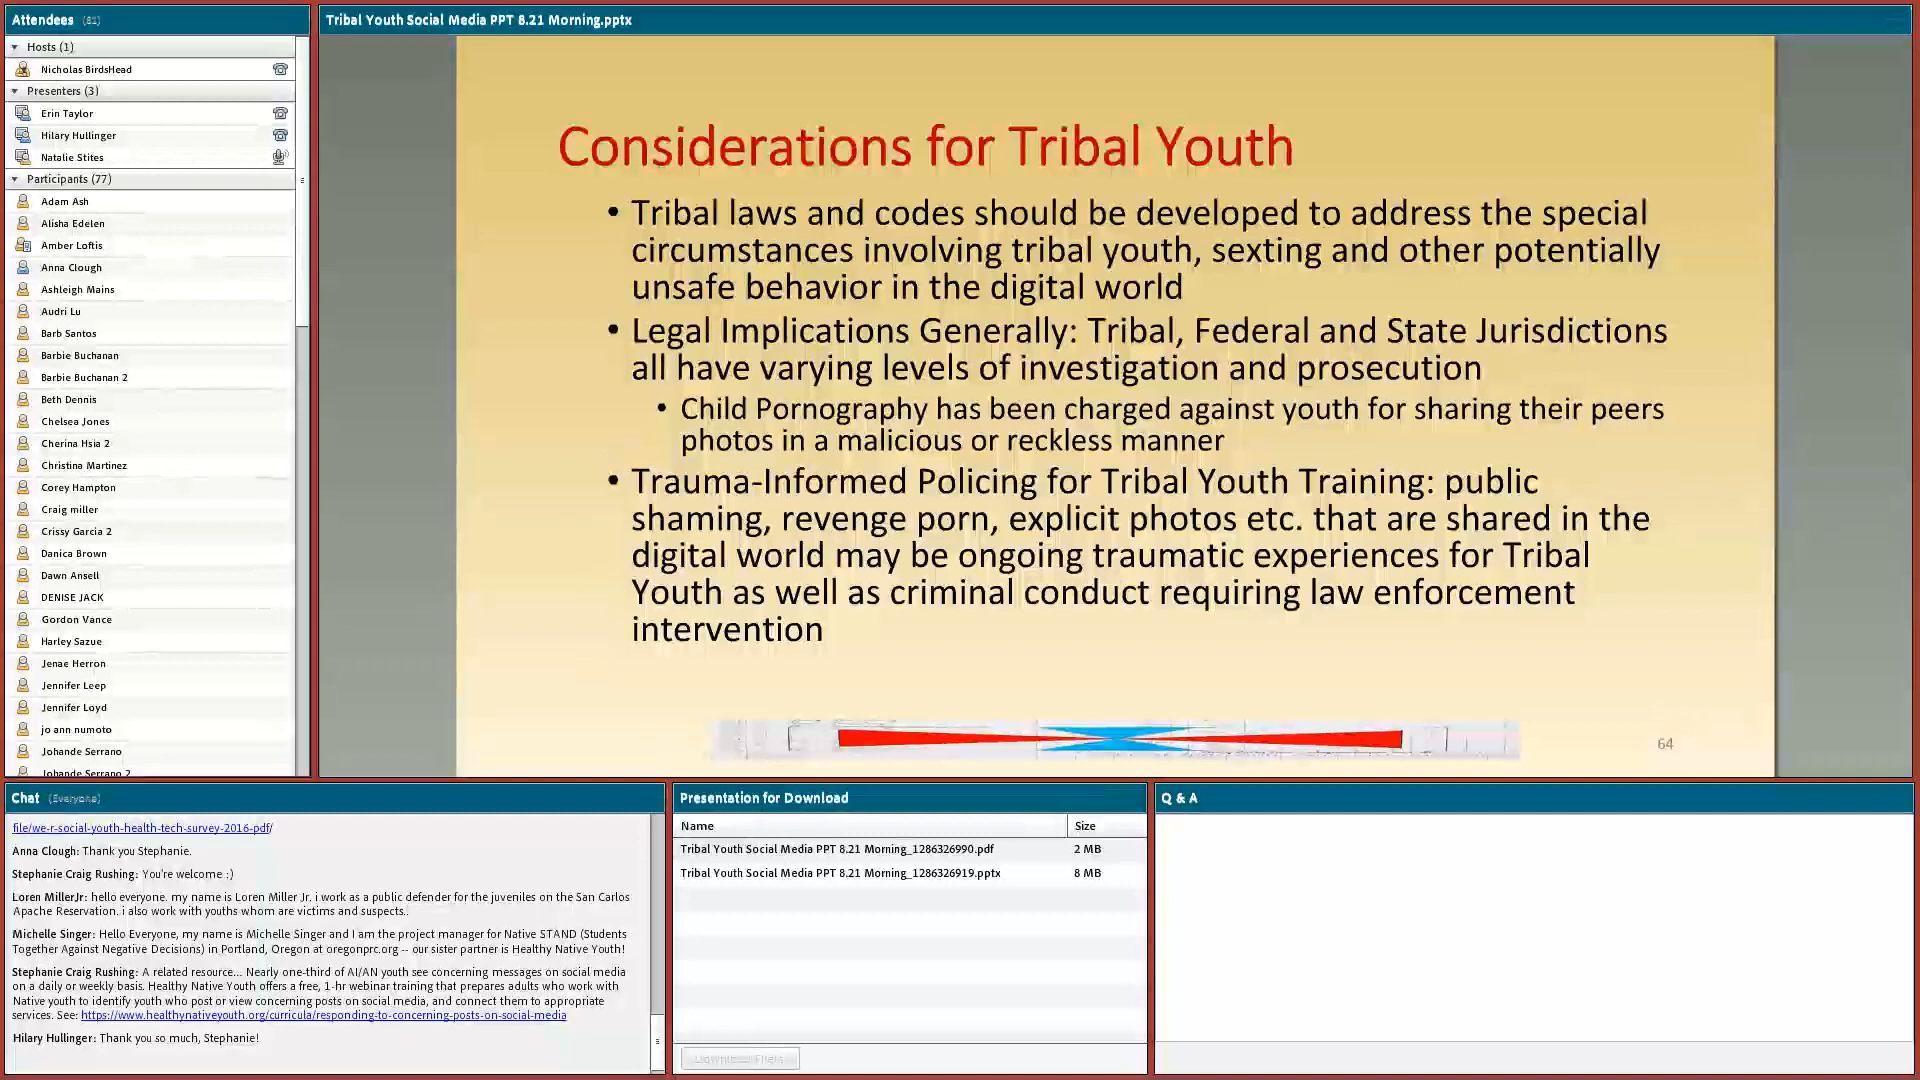 Attendees (81)
Hosts (1)
Nicholas BirdsHead
Presenters (3)
Erin Taylor
Hilary Hullinger
Natalie Stites
Participants (77)
Adam Ash
Alisha Edelen
Amber Loftis
Anna Clough
Ashleigh Mains
Audri Lu
Barb Santos
Barbie Buchanan
Barbie Buchanan 2
Beth Dennis
Chelsea Jones
Cherina Hsia 2
Christina Martinez
Corey Hampton
Craig miller
Crissy Garcia 2
Danica Brown
Dawn Ansell
DENISE JACK
Gordon Vance
Harley Sazue
Jenae Herron
Jennifer Leep
Jennifer Loyd
jo ann numoto
Johande Serrano
Johande Serrano 2
Tribal Youth Social Media PPT 8.21 Morning.pptx
Considerations for Tribal Youth
• Tribal laws and codes should be developed to address the special
circumstances involving tribal youth, sexting and other potentially
unsafe behavior in the digital world
• Legal Implications Generally: Tribal, Federal and State Jurisdictions
all have varying levels of investigation and prosecution
• Child Pornography has been charged against youth for sharing their peers
photos in a malicious or reckless manner
• Trauma-Informed Policing for Tribal Youth Training: public
shaming, revenge porn, explicit photos etc. that are shared in the
digital world may be ongoing traumatic experiences for Tribal
Youth as well as criminal conduct requiring law enforcement
intervention
64
Chat (Everyone)
file/we-r-social-youth-health-tech-survey-2016-pdf/
Anna Clough: Thank you Stephanie.
Stephanie Craig Rushing: You're welcome :)
Loren MillerJr: hello everyone. my name is Loren Miller Jr, i work as a public defender for the juveniles on the San Carlos
Apache Reservation. i also work with youths whom are victims and suspects..
Michelle Singer: Hello Everyone, my name is Michelle Singer and I am the project manager for Native STAND (Students
Together Against Negative Decisions) in Portland, Oregon at oregonprc.org -- our sister partner is Healthy Native Youth!
Stephanie Craig Rushing: A related resource... Nearly one-third of AI/AN youth see concerning messages on social media
on a daily or weekly basis. Healthy Native Youth offers a free, 1-hr webinar training that prepares adults who work with
Native youth to identify youth who post or view concerning posts on social media, and connect them to appropriate
services. See: https://www.healthynativeyouth.org/curricula/responding-to-concerning-posts-on-social-media
Hilary Hullinger: Thank you so much, Stephanie!
Presentation for Download
Name Size
Tribal Youth Social Media PPT 8.21 Morning_1286326990.pdf 2 MB
Tribal Youth Social Media PPT 8.21 Morning_1286326919.pptx 8 MB
Download File(s)
Q & A